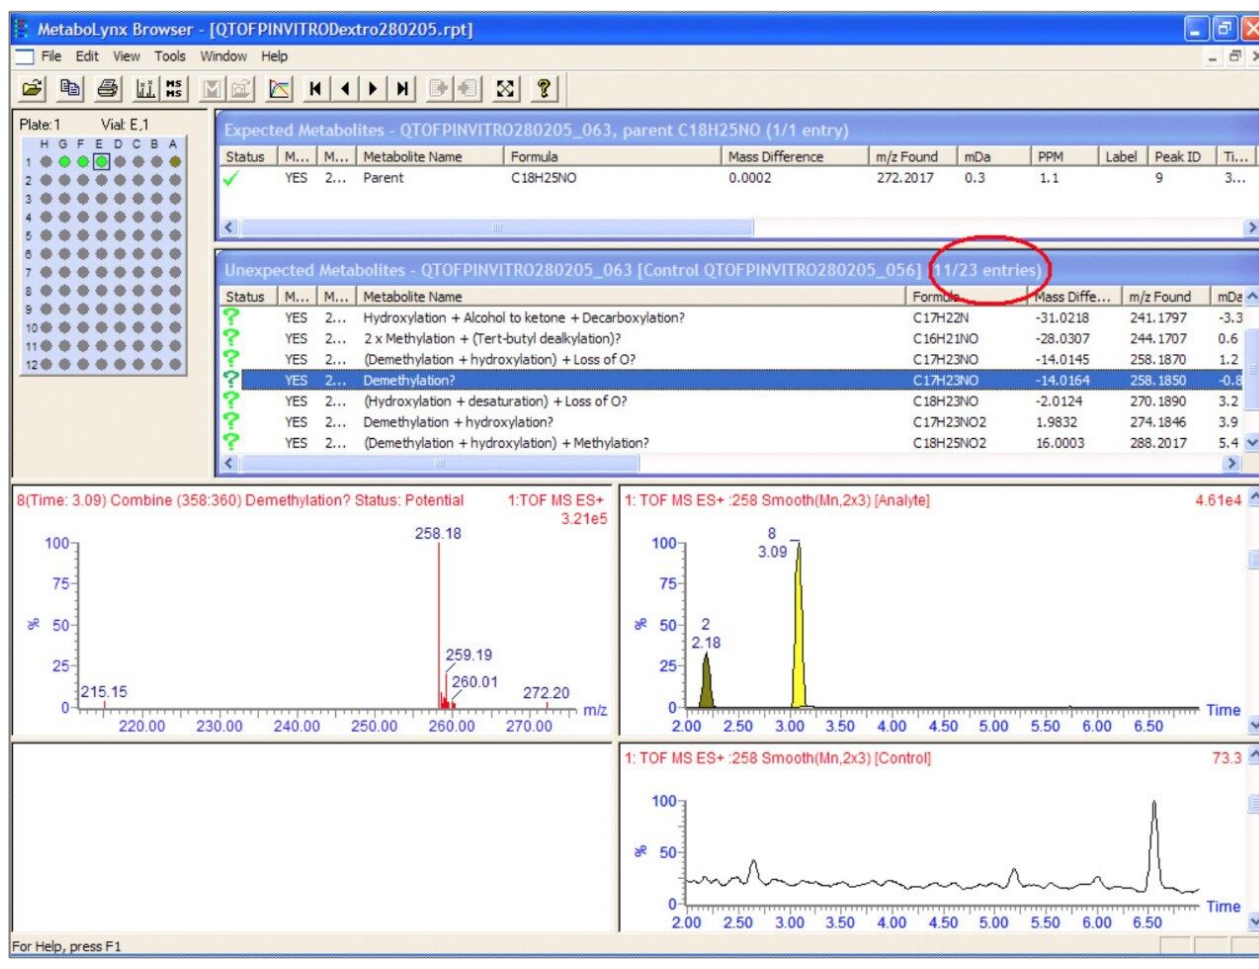 MetaboLynx Browser - [QTOFPINVITRODextro280205.rpt]
File Edit View Tools Window Help
MS
MS
Plate:1 Vial: E,1
H G F E D C B A
1
2
3
4
5
6
7
8
9
10
11
12
Expected Metabolites - QTOFPINVITRO280205_063, parent C18H25NO (1/1 entry)
Status M... M... Metabolite Name Formula Mass Difference m/z Found mDa PPM Label Peak ID Ti...
YES 2... Parent C18H25NO 0.0002 272.2017 0.3 1.1 9 3...
Unexpected Metabolites - QTOFPINVITRO280205_063 [Control QTOFPINVITRO280205_056] (11/23 entries)
Status M... M... Metabolite Name Formula Mass Diffe... m/z Found mDa
? YES 2... Hydroxylation + Alcohol to ketone + Decarboxylation? C17H22N -31.0218 241.1797 -3.3
? YES 2... 2 x Methylation + (Tert-butyl dealkylation)? C16H21NO -28.0307 244.1707 0.6
? YES 2... (Demethylation + hydroxylation) + Loss of O? C17H23NO -14.0145 258.1870 1.2
? YES 2... Demethylation? C17H23NO -14.0164 258.1850 -0.8
? YES 2... (Hydroxylation + desaturation) + Loss of O? C18H23NO -2.0124 270.1890 3.2
? YES 2... Demethylation + hydroxylation? C17H23NO2 1.9832 274.1846 3.9
? YES 2... (Demethylation + hydroxylation) + Methylation? C18H25NO2 16.0003 288.2017 5.4
8(Time: 3.09) Combine (358:360) Demethylation? Status: Potential 1:TOF MS ES+
3.21e5
258.18
100
75
% 50
25
0
259.19
260.01
215.15
272.20
m/z
220.00 230.00 240.00 250.00 260.00 270.00
1: TOF MS ES+ :258 Smooth(Mn,2x3) [Analyte] 4.61e4
8
3.09
2
2.18
100
75
% 50
25
0
Time
2.00 2.50 3.00 3.50 4.00 4.50 5.00 5.50 6.00 6.50
1: TOF MS ES+ :258 Smooth(Mn,2x3) [Control] 73.3
100
% 50
0
Time
2.00 2.50 3.00 3.50 4.00 4.50 5.00 5.50 6.00 6.50
For Help, press F1